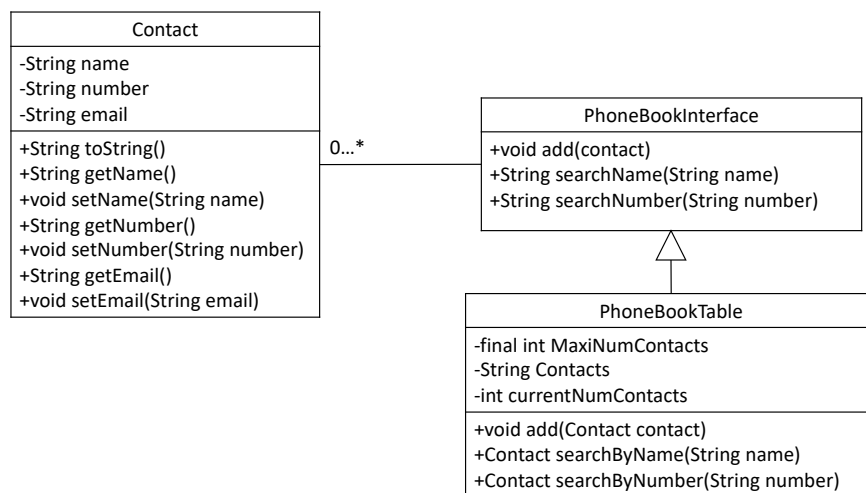 Contact
-String name
-String number
-String email
+String toString()
+String getName()
+void setName(String name)
+String getNumber()
+void setNumber(String number)
+String getEmail()
+void setEmail(String email)
0...*
PhoneBookInterface
+void add(contact)
+String searchName(String name)
+String searchNumber(String number)
PhoneBookTable
-final int MaxiNumContacts
-String Contacts
-int currentNumContacts
+void add(Contact contact)
+Contact searchByName(String name)
+Contact searchByNumber(String number)